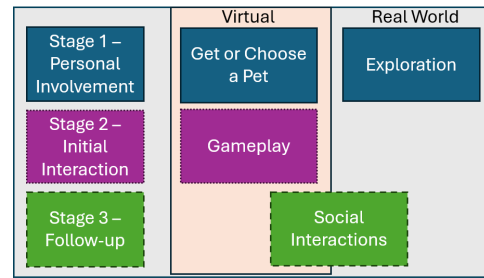 Virtual
Real World
Stage 1 –
Personal
Involvement
Get or Choose
a Pet
Exploration
Stage 2 –
Initial
Interaction
Gameplay
Stage 3 –
Follow-up
Social
Interactions